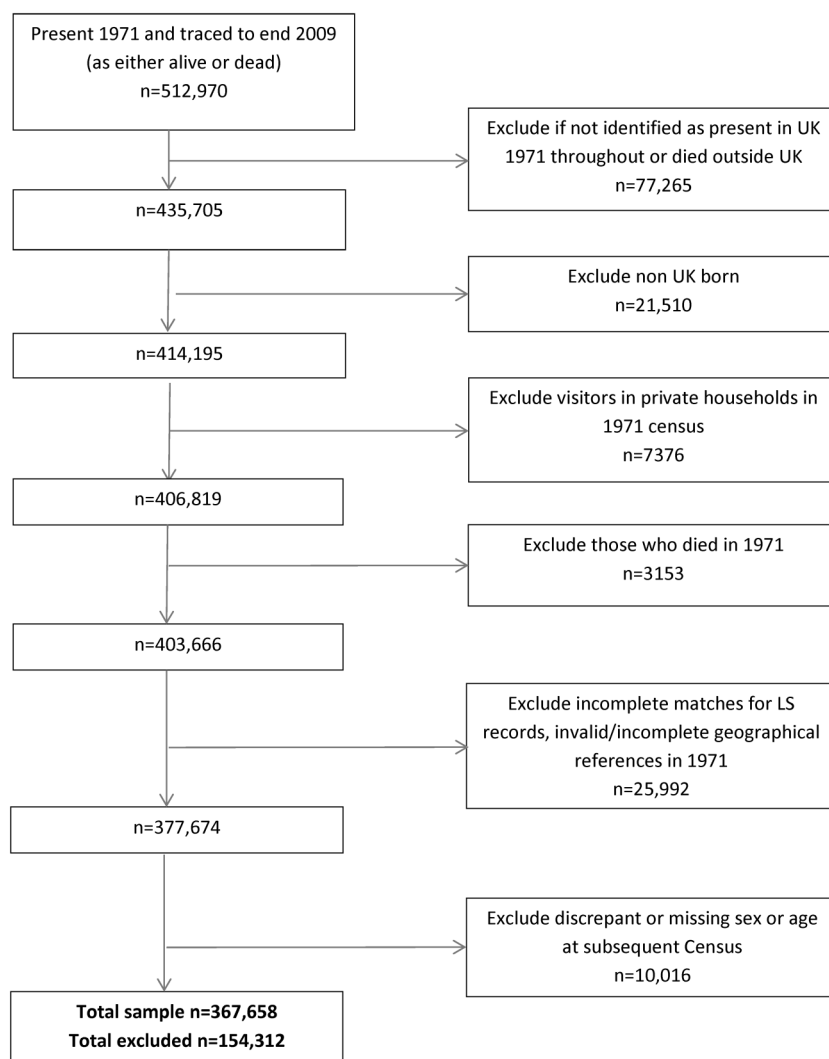 Present 1971 and traced to end 2009
(as either alive or dead)
n=512,970
Exclude if not identified as present in UK
1971 throughout or died outside UK
n=77,265
n=435,705
Exclude non UK born
n=21,510
n=414,195
Exclude visitors in private households in
1971 census
n=7376
n=406,819
Exclude those who died in 1971
n=3153
n=403,666
Exclude incomplete matches for LS
records, invalid/incomplete geographical
references in 1971
n=25,992
n=377,674
Exclude discrepant or missing sex or age
at subsequent Census
n=10,016
Total sample n=367,658
Total excluded n=154,312